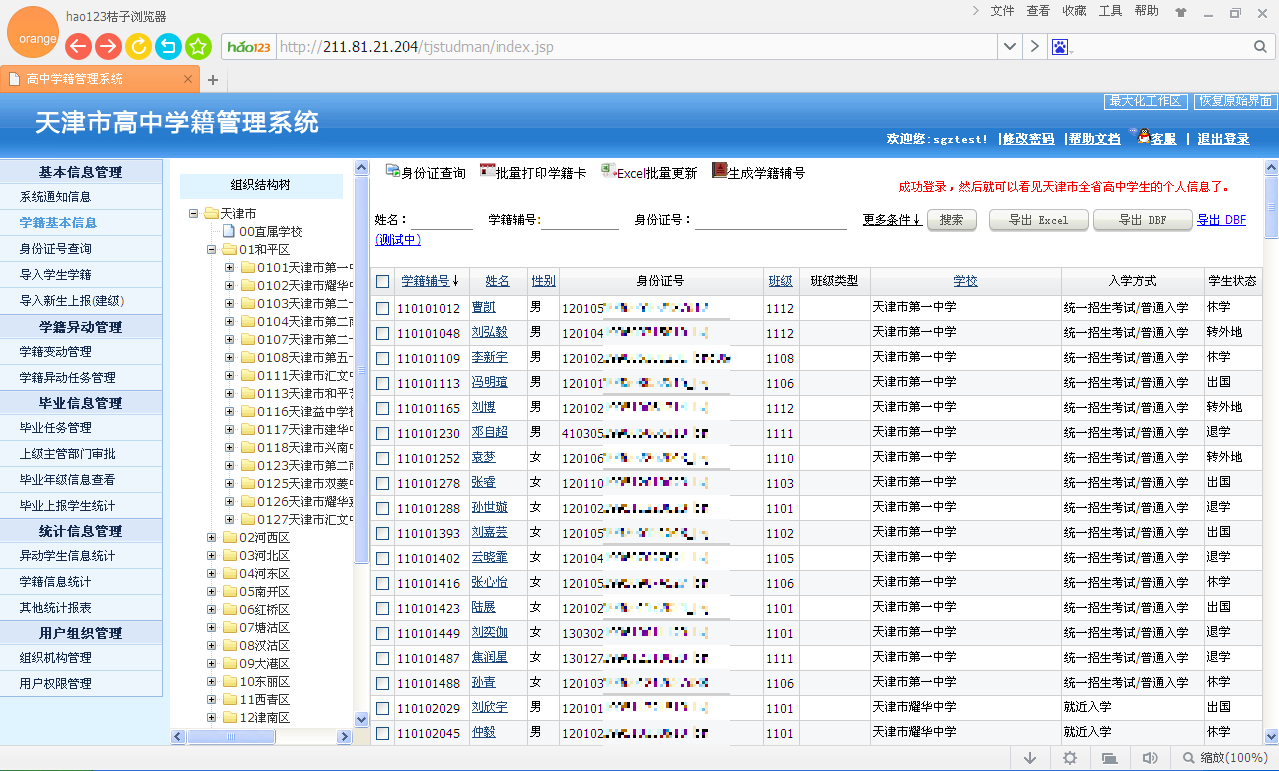 hao123桔子浏览器
文件 查看 收藏 工具 帮助
orange
hao123 http://211.81.21.204/tjstudman/index.jsp
高中学籍管理系统
最大化工作区 恢复原始界面
天津市高中学籍管理系统
欢迎您:sgztest! |修改密码 |帮助文档 客服 | 退出登录
基本信息管理
系统通知信息
学籍基本信息
身份证号查询
导入学生学籍
导入新生上报(建级)
学籍异动管理
学籍变动管理
学籍异动任务管理
毕业信息管理
毕业任务管理
上级主管部门审批
毕业年级信息查看
毕业上报学生统计
统计信息管理
异动学生信息统计
学籍信息统计
其他统计报表
用户组织管理
组织机构管理
用户权限管理
组织结构树
天津市
00直属学校
01和平区
0101天津市第一中
0102天津市耀华中
0103天津市第二十
0104天津市第二南
0107天津市第二十
0108天津市第五十
0111天津市汇文中
0113天津市和平
0116天津益中学校
0117天津市建华中
0118天津市兴南中
0123天津市第二南
0125天津市双菱中
0126天津市耀华
0127天津市汇文中
02河西区
03河北区
04河东区
05南开区
06红桥区
07塘沽区
08汉沽区
09大港区
10东丽区
11西青区
12津南区
身份证查询 批量打印学籍卡 Excel批量更新 生成学籍辅号
成功登录，然后就可以看见天津市全省高中学生的个人信息了。
姓名： 学籍辅号: 身份证号： 更多条件↓ 搜索 导出 Excel 导出 DBF 导出 DBF
(测试中)
学籍辅号↓ 姓名 性别 身份证号 班级 班级类型 学校 入学方式 学生状态
110101012 曹凯 男 120105 1112 天津市第一中学 统一招生考试/普通入学 休学
110101048 刘弘毅 男 120104 1112 天津市第一中学 统一招生考试/普通入学 转外地
110101109 李新宇 男 120102 1108 天津市第一中学 统一招生考试/普通入学 休学
110101113 冯明瑄 男 120101 1106 天津市第一中学 统一招生考试/普通入学 出国
110101165 刘博 男 120102 1112 天津市第一中学 统一招生考试/普通入学 转外地
110101230 邓自超 男 410305 1111 天津市第一中学 统一招生考试/普通入学 退学
110101252 袁梦 女 120106 1110 天津市第一中学 统一招生考试/普通入学 转外地
110101278 张睿 女 120110 1103 天津市第一中学 统一招生考试/普通入学 出国
110101288 孙世璇 女 120102 1101 天津市第一中学 统一招生考试/普通入学 退学
110101393 刘嘉芸 女 120105 1102 天津市第一中学 统一招生考试/普通入学 出国
110101402 云晓霏 女 120104 1105 天津市第一中学 统一招生考试/普通入学 退学
110101416 张心怡 女 120105 1106 天津市第一中学 统一招生考试/普通入学 休学
110101423 陆展 女 120102 1101 天津市第一中学 统一招生考试/普通入学 出国
110101449 刘奕伽 女 130302 1101 天津市第一中学 统一招生考试/普通入学 退学
110101487 焦润星 女 130127 1111 天津市第一中学 统一招生考试/普通入学 退学
110101488 孙青 女 120103 1106 天津市第一中学 统一招生考试/普通入学 休学
110102029 刘欣宇 男 120101 1101 天津市耀华中学 就近入学 出国
110102045 仲毅 男 120102 1101 天津市耀华中学 就近入学 休学
缩放(100%)